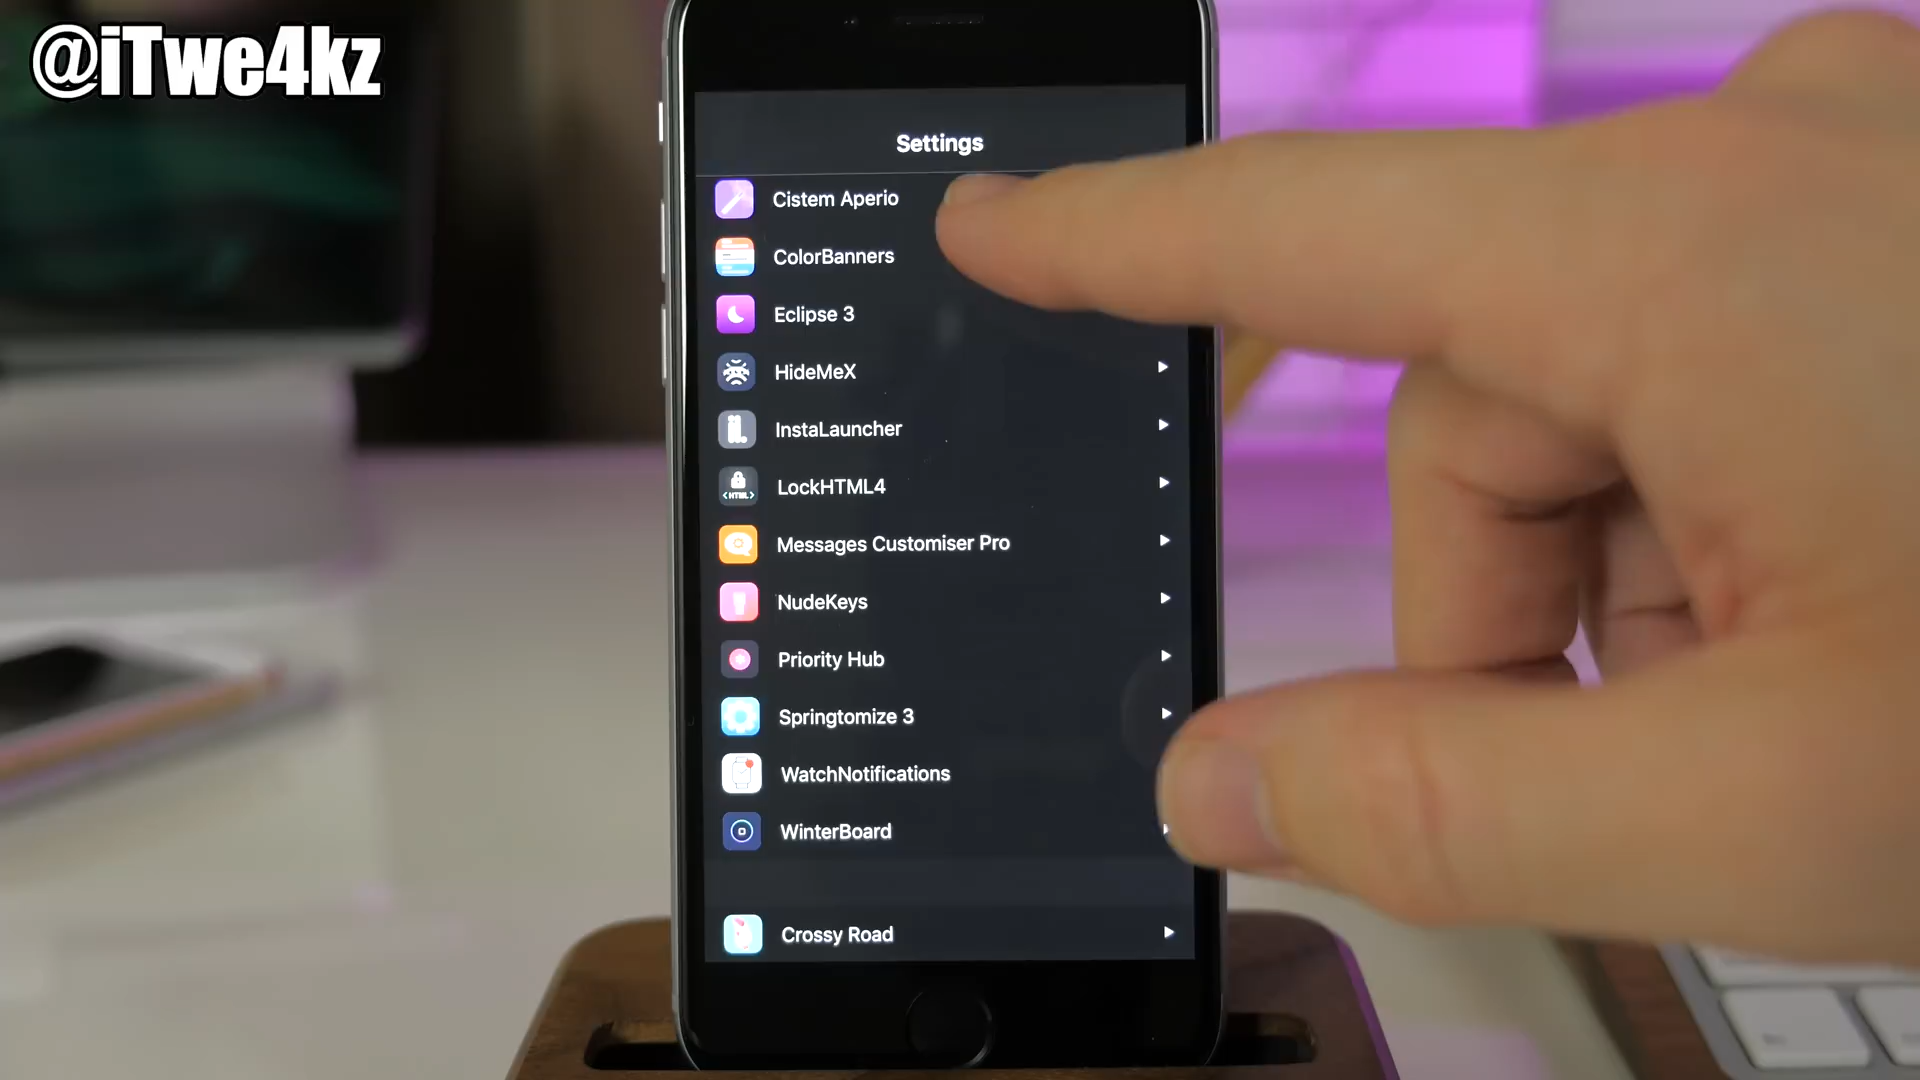 @iTwe4kz
Settings
Cistem Aperio
ColorBanners
Eclipse 3
HideMeX
InstaLauncher
LockHTML4
<HTML>
Messages Customiser Pro
NudeKeys
Priority Hub
Springtomize 3
WatchNotifications
WinterBoard
Crossy Road